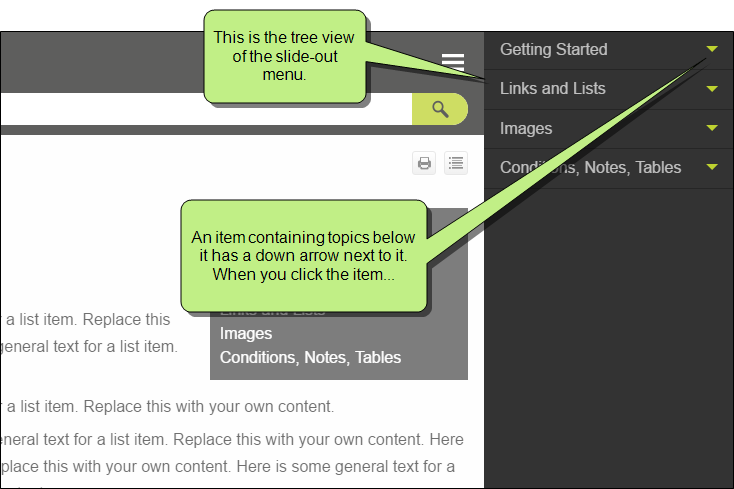 This is the tree view
of the slide-out
menu.
Getting Started
Links and Lists
Images
Conditions, Notes, Tables
An item containing topics below
it has a down arrow next to it.
When you click the item...
Links and Lists
Images
Conditions, Notes, Tables
a list item. Replace this
general text for a list item.
a list item. Replace this with your own content.
general text for a list item. Replace this with your own content. Here
place this with your own content. Here is some general text for a